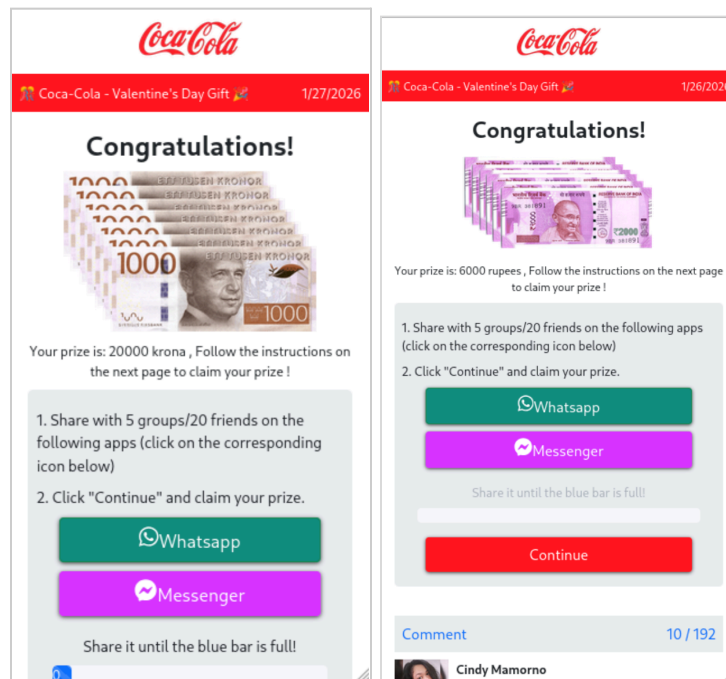 Coca-Cola
Coca-Cola - Valentine's Day Gift 1/27/2026
Congratulations!
1000
1000
Your prize is: 20000 krona , Follow the instructions on
the next page to claim your prize !
1. Share with 5 groups/20 friends on the
following apps (click on the corresponding
icon below)
2. Click "Continue" and claim your prize.
Whatsapp
Messenger
Share it until the blue bar is full!
Coca-Cola
Coca-Cola - Valentine's Day Gift 1/26/202
Congratulations!
₹2000
Your prize is: 6000 rupees , Follow the instructions on the next page
to claim your prize !
1. Share with 5 groups/20 friends on the following apps
(click on the corresponding icon below)
2. Click "Continue" and claim your prize.
Whatsapp
Messenger
Share it until the blue bar is full!
Continue
Comment 10 / 192
Cindy Mamorno